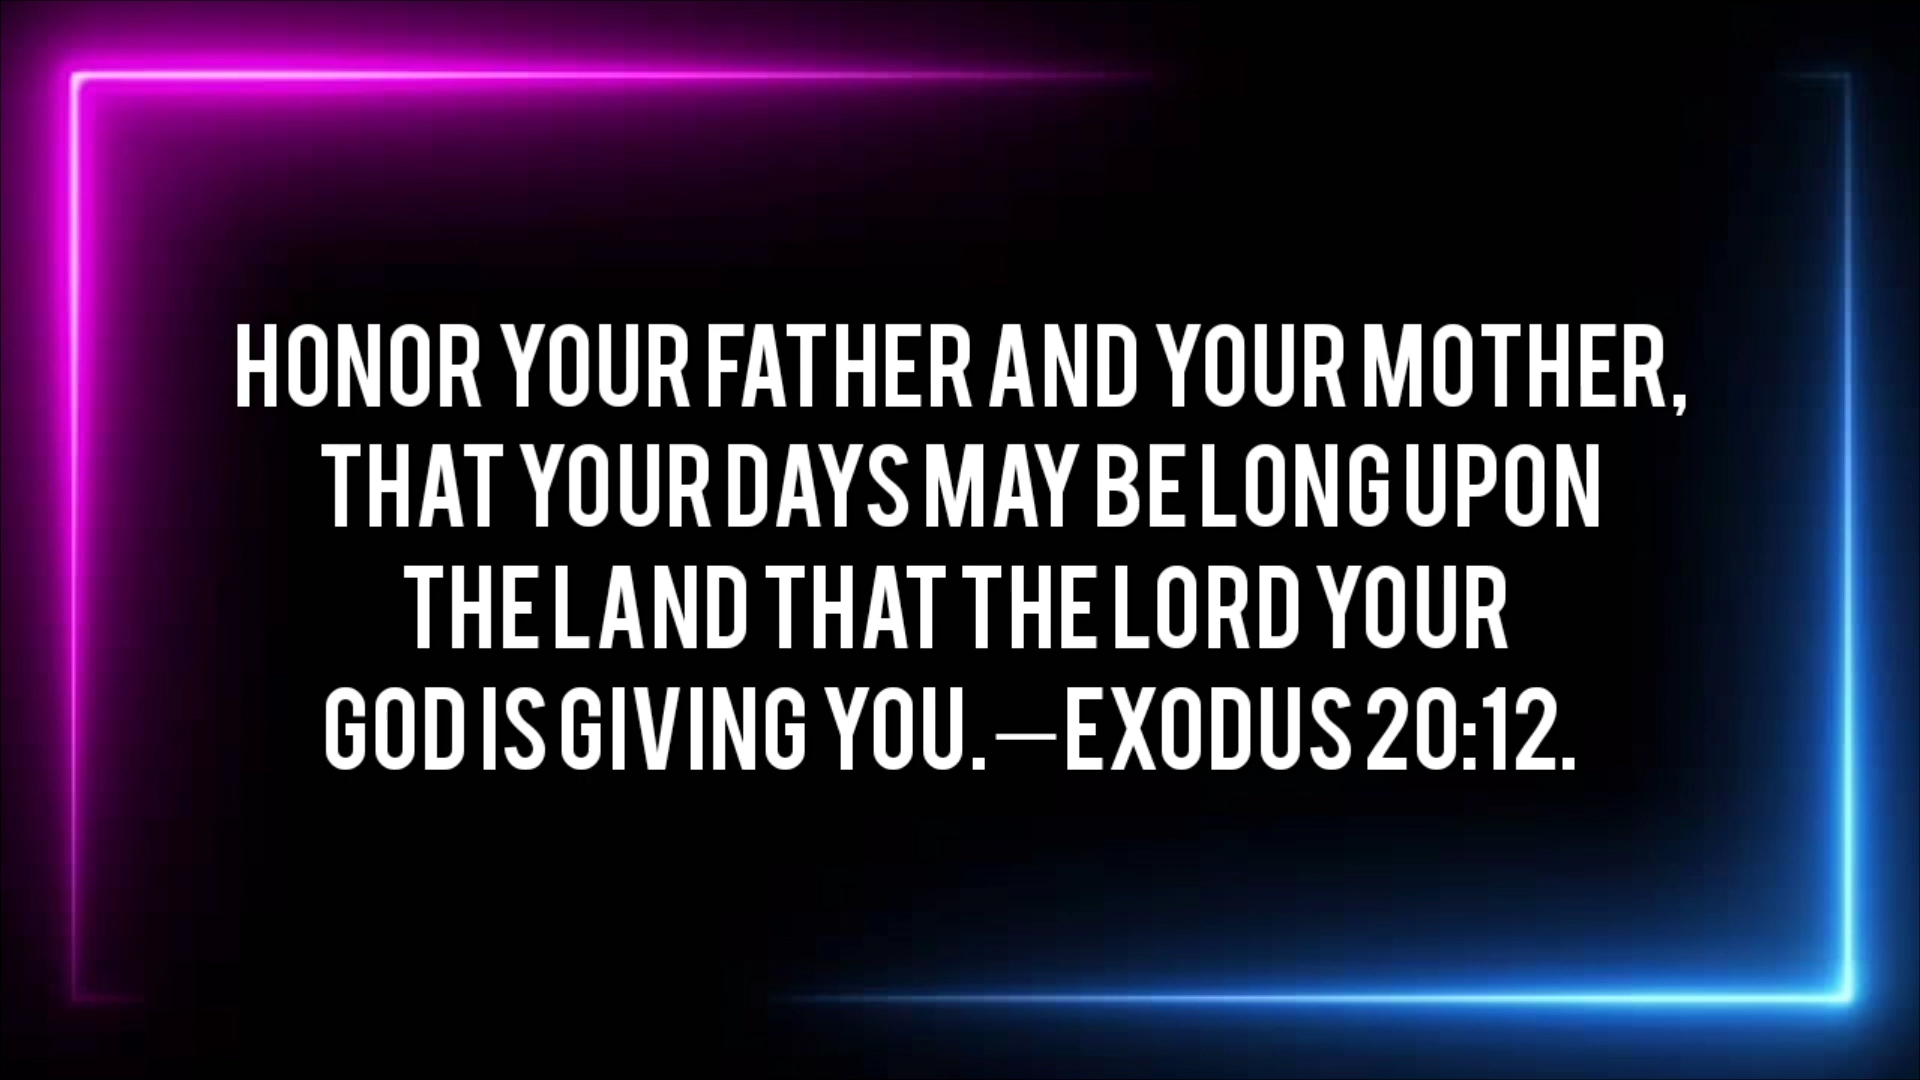 HONOR YOUR FATHER AND YOUR MOTHER,
THAT YOUR DAYS MAY BE LONG UPON
THE LAND THAT THE LORD YOUR
GOD IS GIVING YOU. —EXODUS 20:12.